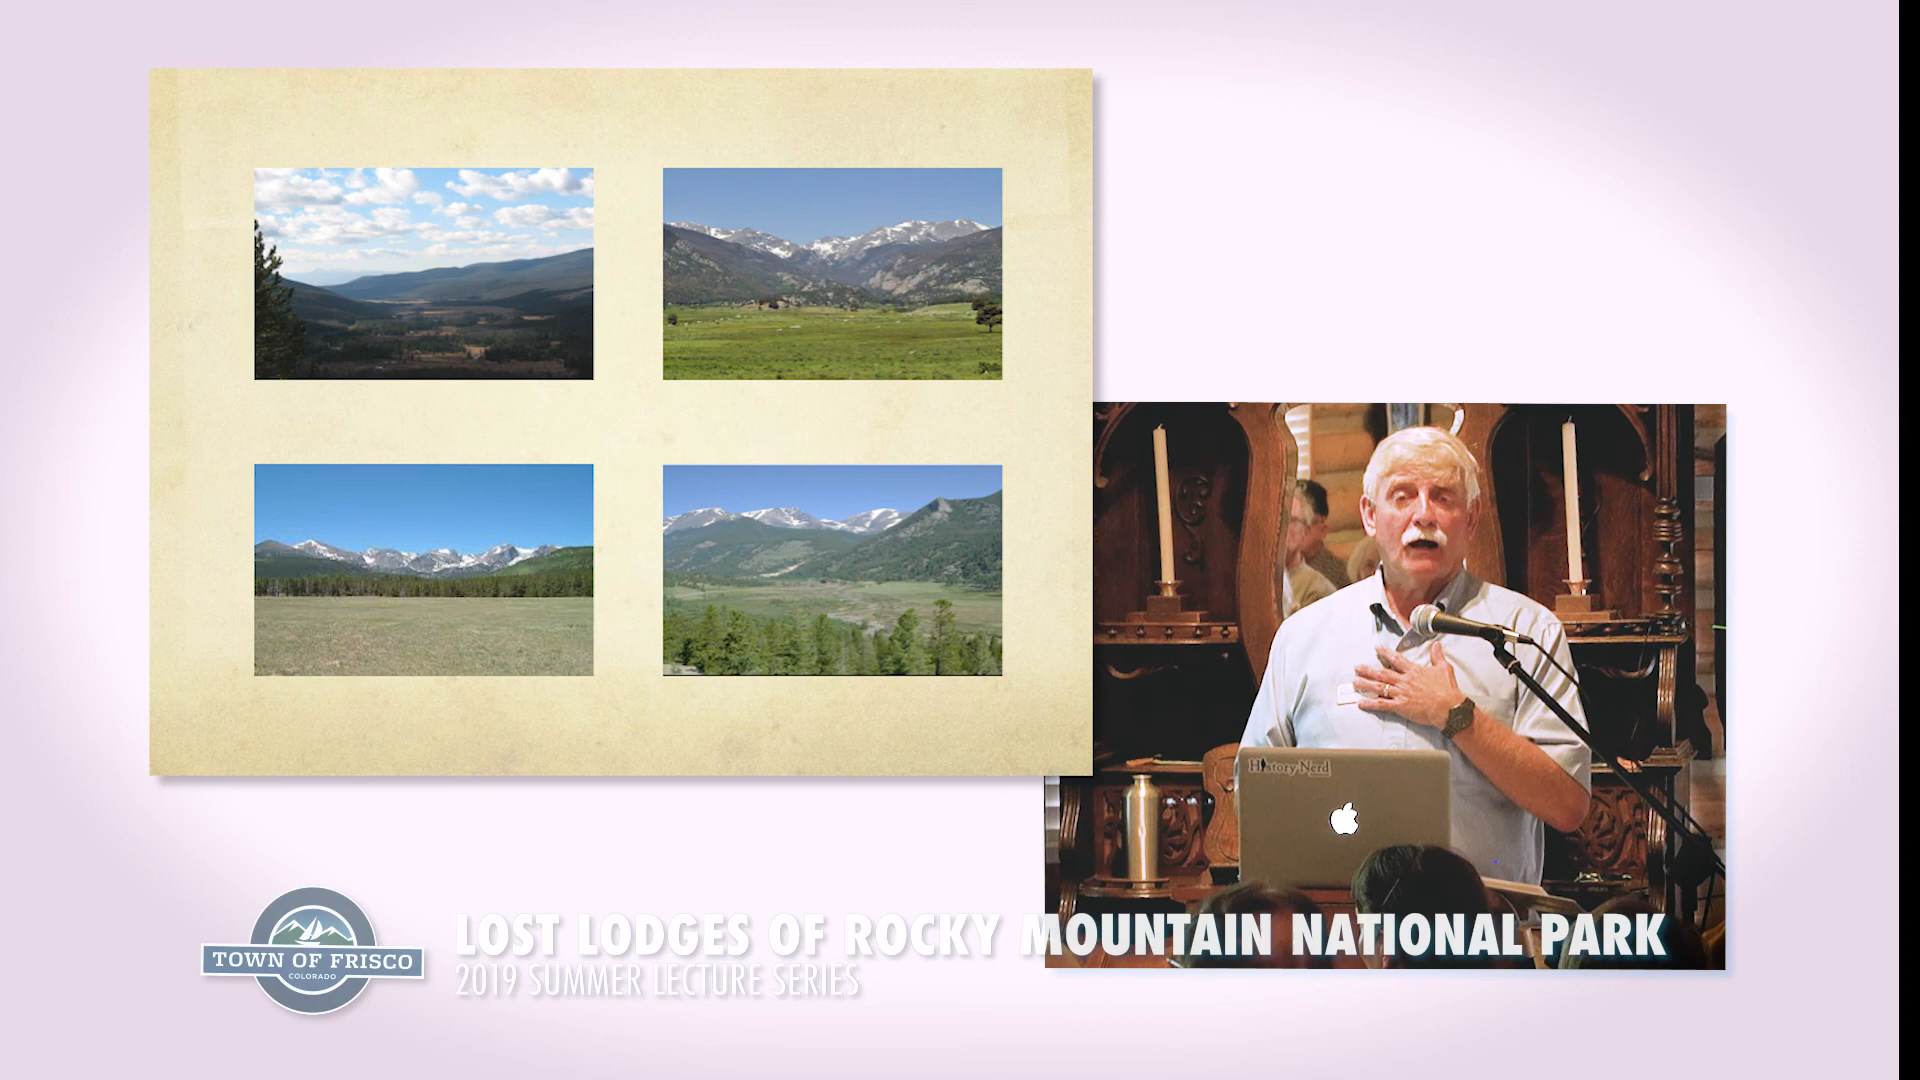 History Nerd
TOWN OF FRISCO
COLORADO
LOST LODGES OF ROCKY MOUNTAIN NATIONAL PARK
2019 SUMMER LECTURE SERIES